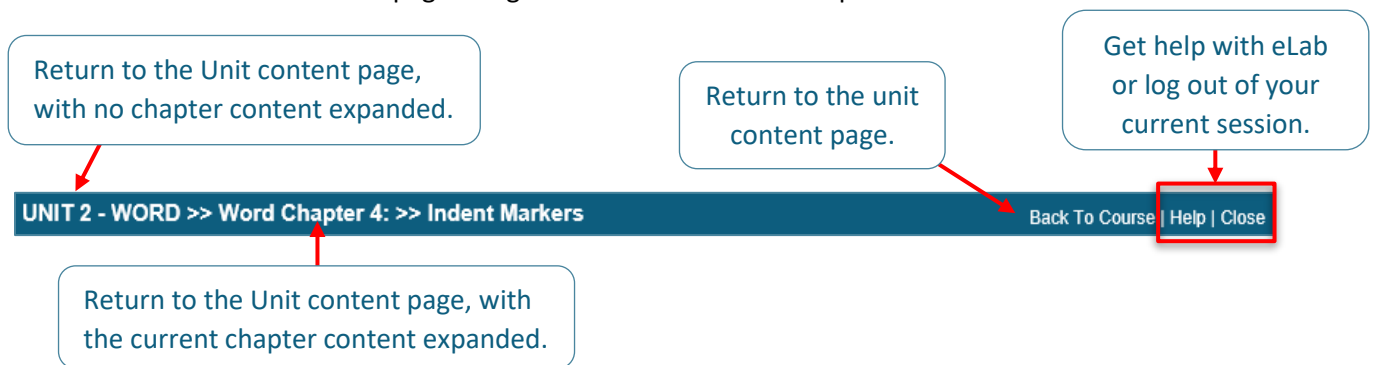 Return to the Unit content page,
with no chapter content expanded.
Return to the unit
content page.
Get help with eLab
or log out of your
current session.
UNIT 2 - WORD >> Word Chapter 4: >> Indent Markers
Back To Course | Help | Close
Return to the Unit content page, with
the current chapter content expanded.